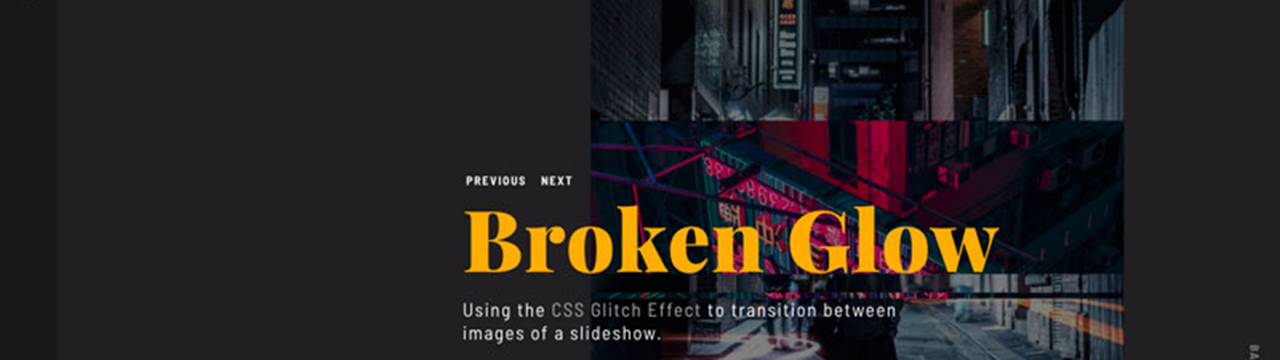 PREVIOUS NEXT
Broken Glow
Using the CSS Glitch Effect to transition between
images of a slideshow.